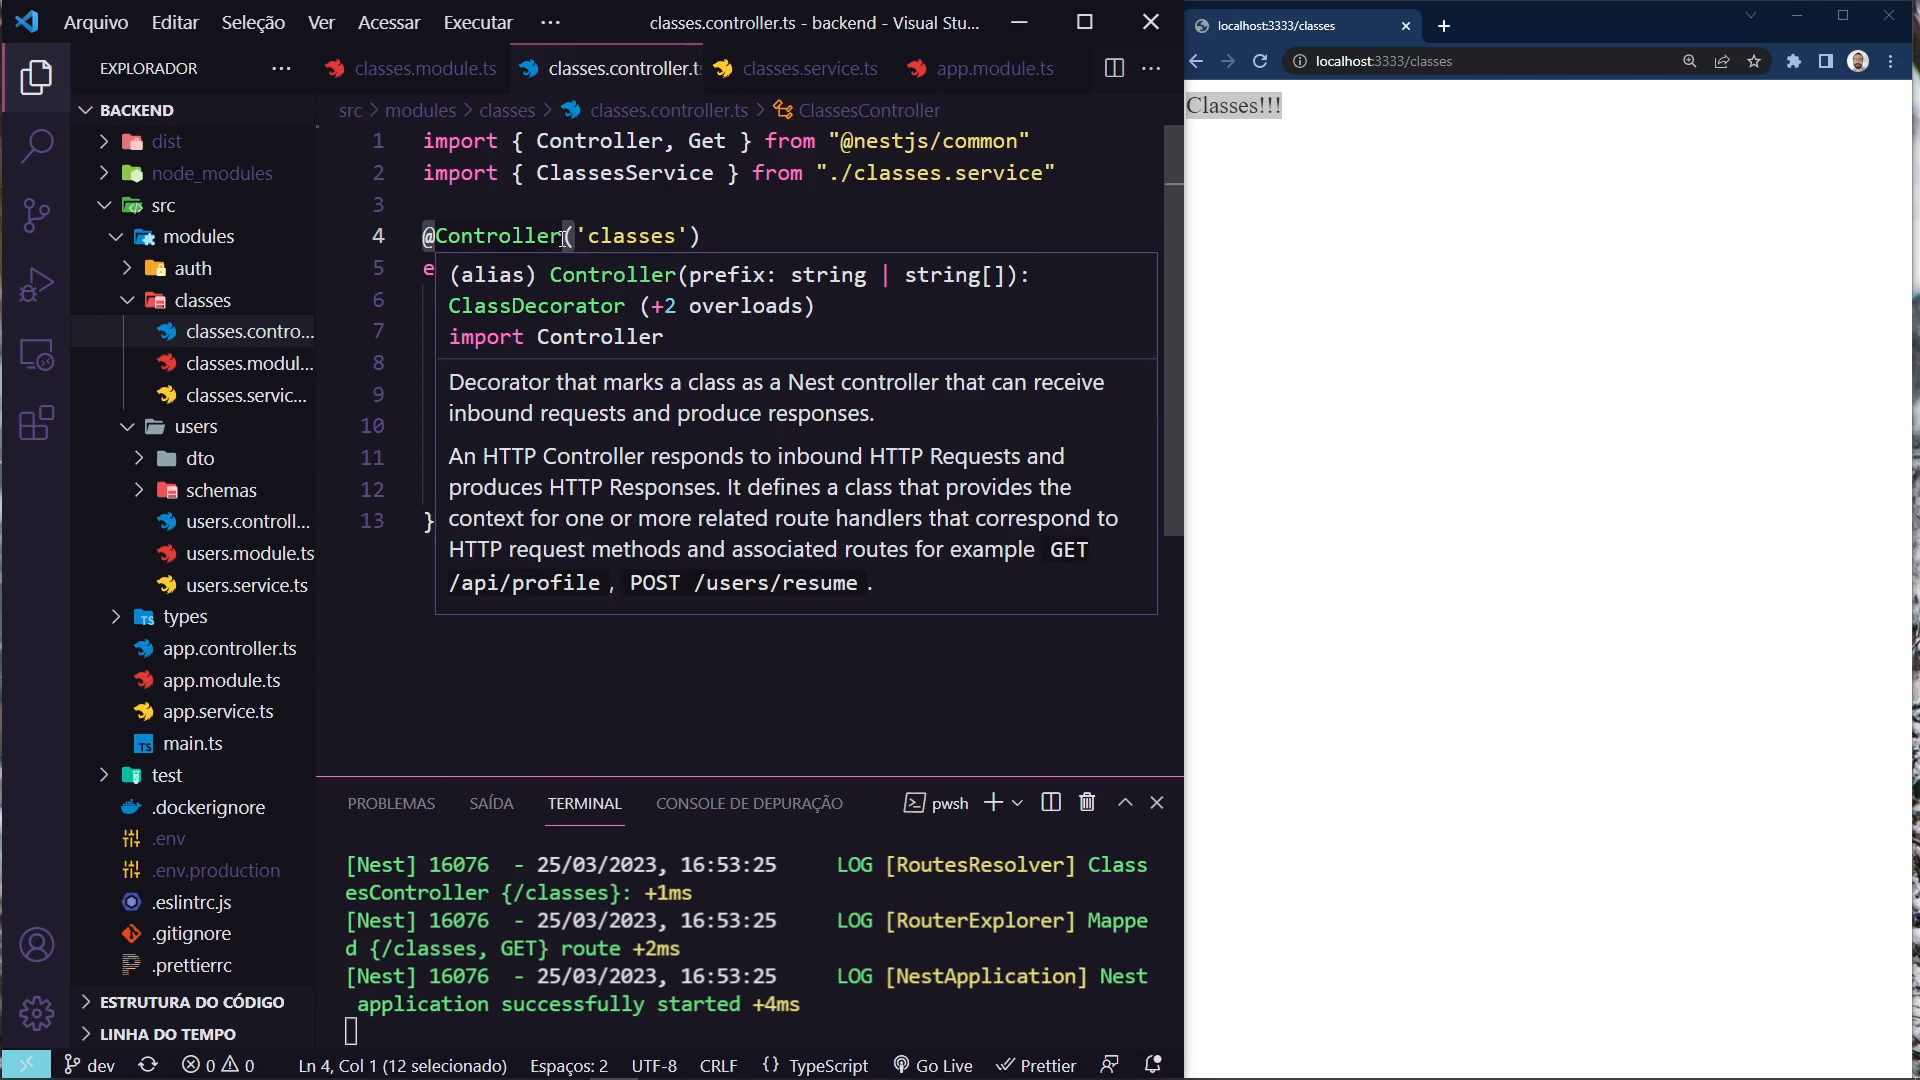 Arquivo Editar Seleção Ver Acessar Executar ··· classes.controller.ts - backend - Visual Stu...
EXPLORADOR
BACKEND
dist
node_modules
src
modules
auth
classes
classes.contro...
classes.modul...
classes.servic...
users
dto
schemas
users.controll...
users.module.ts
users.service.ts
types
app.controller.ts
app.module.ts
app.service.ts
main.ts
test
.dockerignore
.env
.env.production
.eslintrc.js
.gitignore
.prettierrc
ESTRUTURA DO CÓDIGO
LINHA DO TEMPO
classes.module.ts classes.controller.ts classes.service.ts app.module.ts
src > modules > classes > classes.controller.ts > ClassesController
1 import { Controller, Get } from "@nestjs/common"
2 import { ClassesService } from "./classes.service"
3
4 @Controller('classes')
5 e
6
7
8
9
10
11
12
13 }
(alias) Controller(prefix: string | string[]):
ClassDecorator (+2 overloads)
import Controller
Decorator that marks a class as a Nest controller that can receive
inbound requests and produce responses.
An HTTP Controller responds to inbound HTTP Requests and
produces HTTP Responses. It defines a class that provides the
context for one or more related route handlers that correspond to
HTTP request methods and associated routes for example GET
/api/profile , POST /users/resume .
PROBLEMAS SAÍDA TERMINAL CONSOLE DE DEPURAÇÃO pwsh
[Nest] 16076  - 25/03/2023, 16:53:25     LOG [RoutesResolver] Class
esController {/classes}: +1ms
[Nest] 16076  - 25/03/2023, 16:53:25     LOG [RouterExplorer] Mappe
d {/classes, GET} route +2ms
[Nest] 16076  - 25/03/2023, 16:53:25     LOG [NestApplication] Nest
 application successfully started +4ms
dev 0 0 Ln 4, Col 1 (12 selecionado) Espaços: 2 UTF-8 CRLF {} TypeScript Go Live Prettier
localhost:3333/classes
localhost:3333/classes
Classes!!!